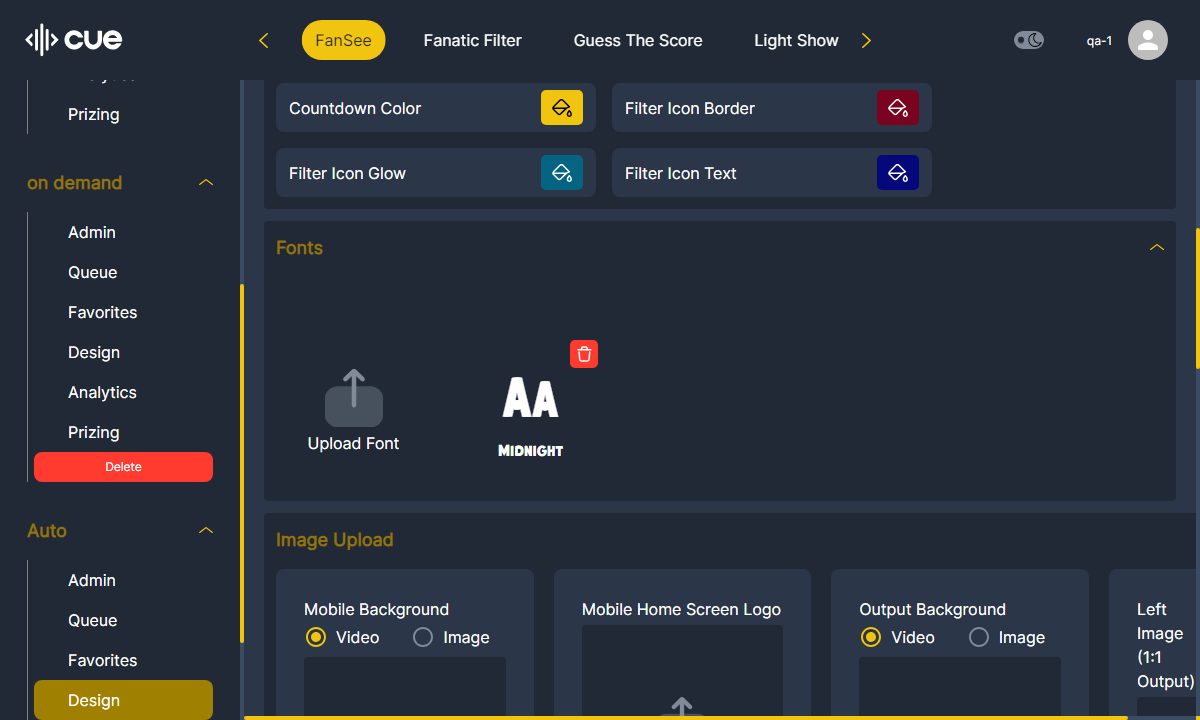 cue
FanSee
Fanatic Filter
Guess The Score
Light Show
qa-1
Prizing
on demand
Admin
Queue
Favorites
Design
Analytics
Prizing
Delete
Auto
Admin
Queue
Favorites
Design
Countdown Color
Filter Icon Border
Filter Icon Glow
Filter Icon Text
Fonts
Upload Font
AA
MIDNIGHT
Image Upload
Mobile Background
Video
Image
Mobile Home Screen Logo
Output Background
Video
Image
Left
Image
(1:1
Output)